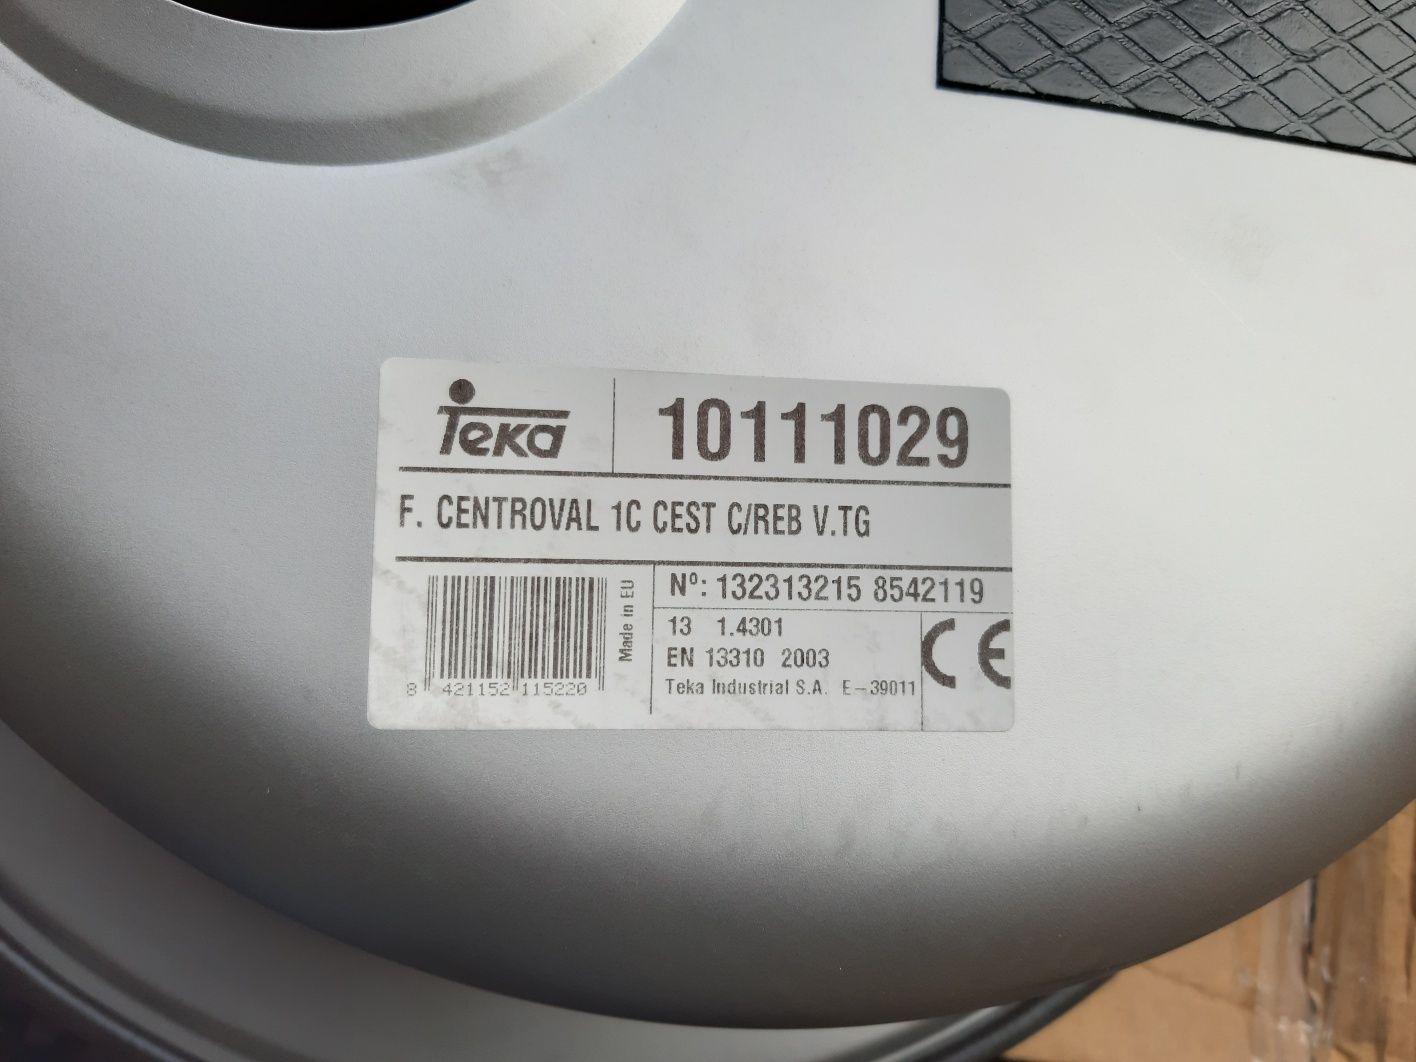 Teka
10111029
F. CENTROVAL 1C CEST C/REB V.TG
8 421152 115220
Made in EU
Nº: 132313215 8542119
13 1.4301
EN 13310 2003
Teka Industrial S.A. E-39011
CE